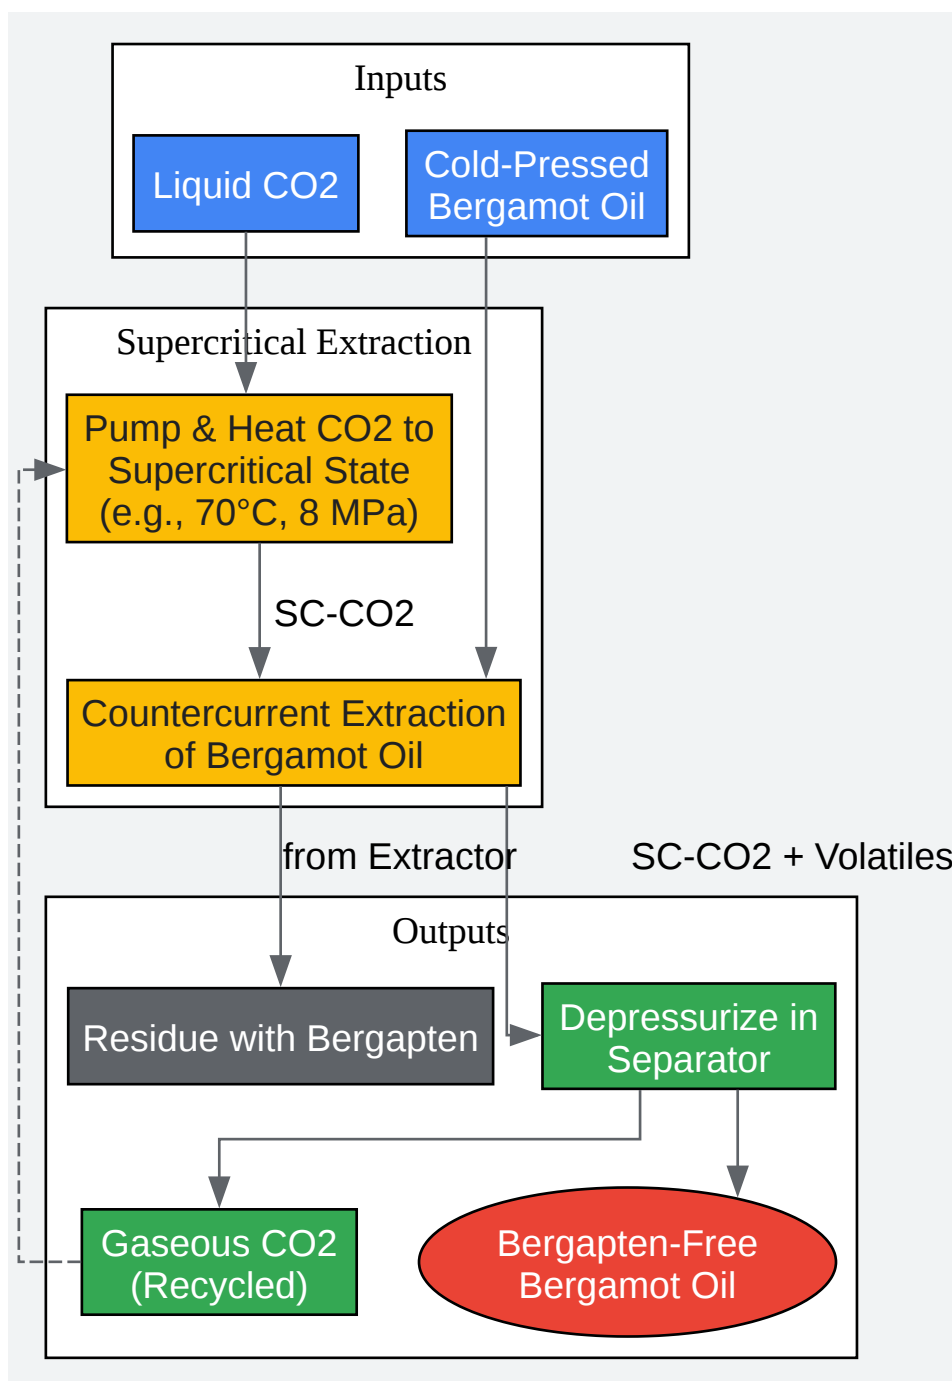 Inputs
Liquid CO2
Cold-Pressed
Bergamot Oil
Supercritical Extraction
Pump & Heat CO2 to
Supercritical State
(e.g., 70°C, 8 MPa)
SC-CO2
Countercurrent Extraction
of Bergamot Oil
from Extractor
SC-CO2 + Volatiles
Outputs
Residue with Bergapten
Depressurize in
Separator
Gaseous CO2
(Recycled)
Bergapten-Free
Bergamot Oil